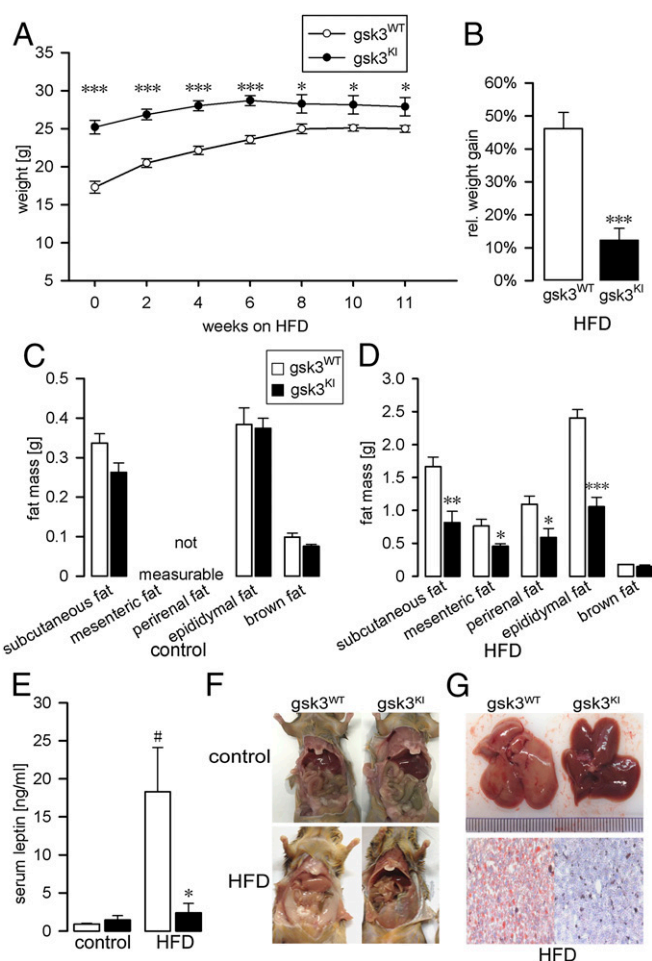 A
gsk3WT
gsk3KI
*** *** *** *** * * *
35
30
25
20
15
10
5
weight [g]
0 2 4 6 8 10 11
weeks on HFD
B
60%
50%
40%
30%
20%
10%
0%
rel. weight gain
***
gsk3WT gsk3KI
HFD
C
gsk3WT
gsk3KI
0.5
0.4
0.3
0.2
0.1
0
fat mass [g]
not
measurable
subcutaneous fat
mesenteric fat
perirenal fat
epididymal fat
brown fat
control
D
3.0
2.5
2.0
1.5
1.0
0.5
0
fat mass [g]
** * * ***
subcutaneous fat
mesenteric fat
perirenal fat
epididymal fat
brown fat
HFD
E
30
25
20
15
10
5
0
serum leptin [ng/ml]
#
*
control HFD
F
gsk3WT gsk3KI
control
HFD
G
gsk3WT gsk3KI
HFD